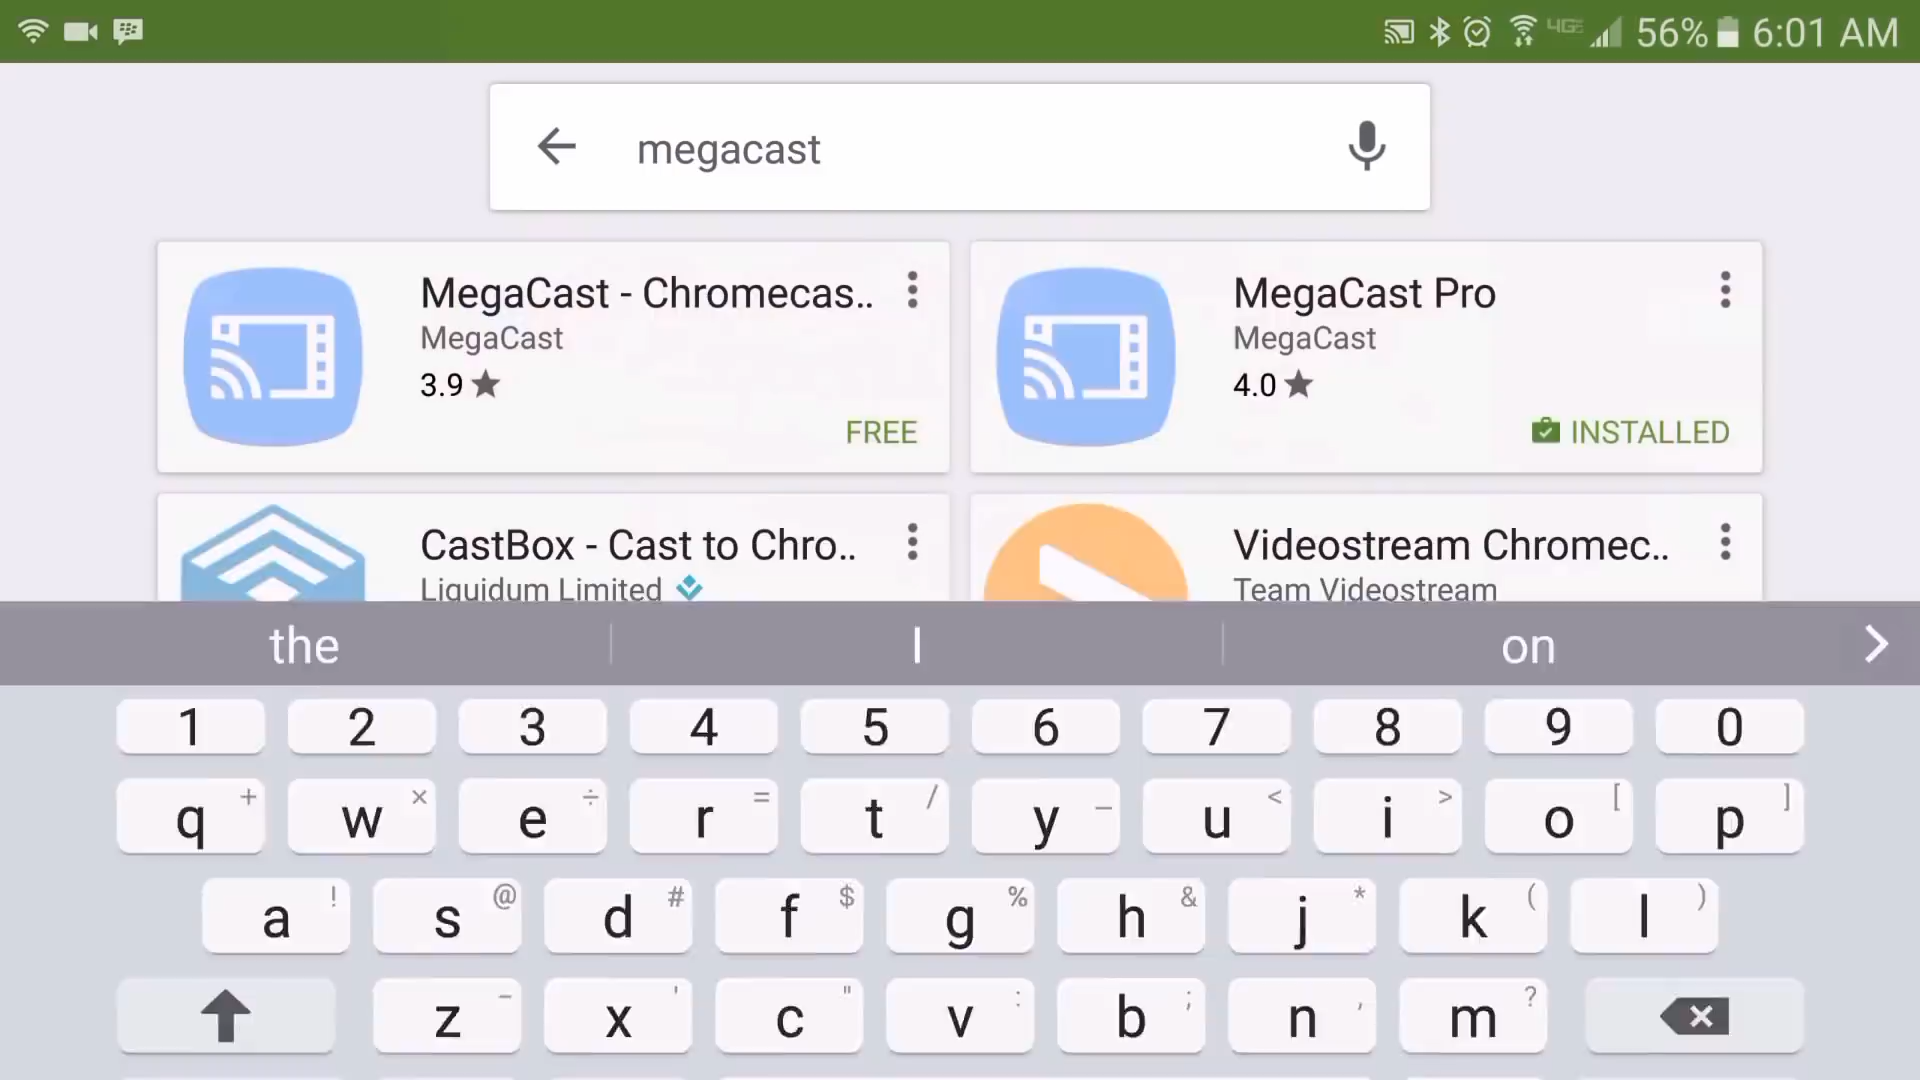 4GE 56% 6:01 AM
megacast
MegaCast - Chromecas..
MegaCast
3.9
FREE
MegaCast Pro
MegaCast
4.0
INSTALLED
CastBox - Cast to Chro..
Liquidum Limited
Videostream Chromec..
Team Videostream
the I on
1 2 3 4 5 6 7 8 9 0
q + w × e ÷ r = t / y _ u < i > o [ p ]
a ! s @ d # f $ g % h & j * k ( l )
z - x ' c " v : b ; n , m ?